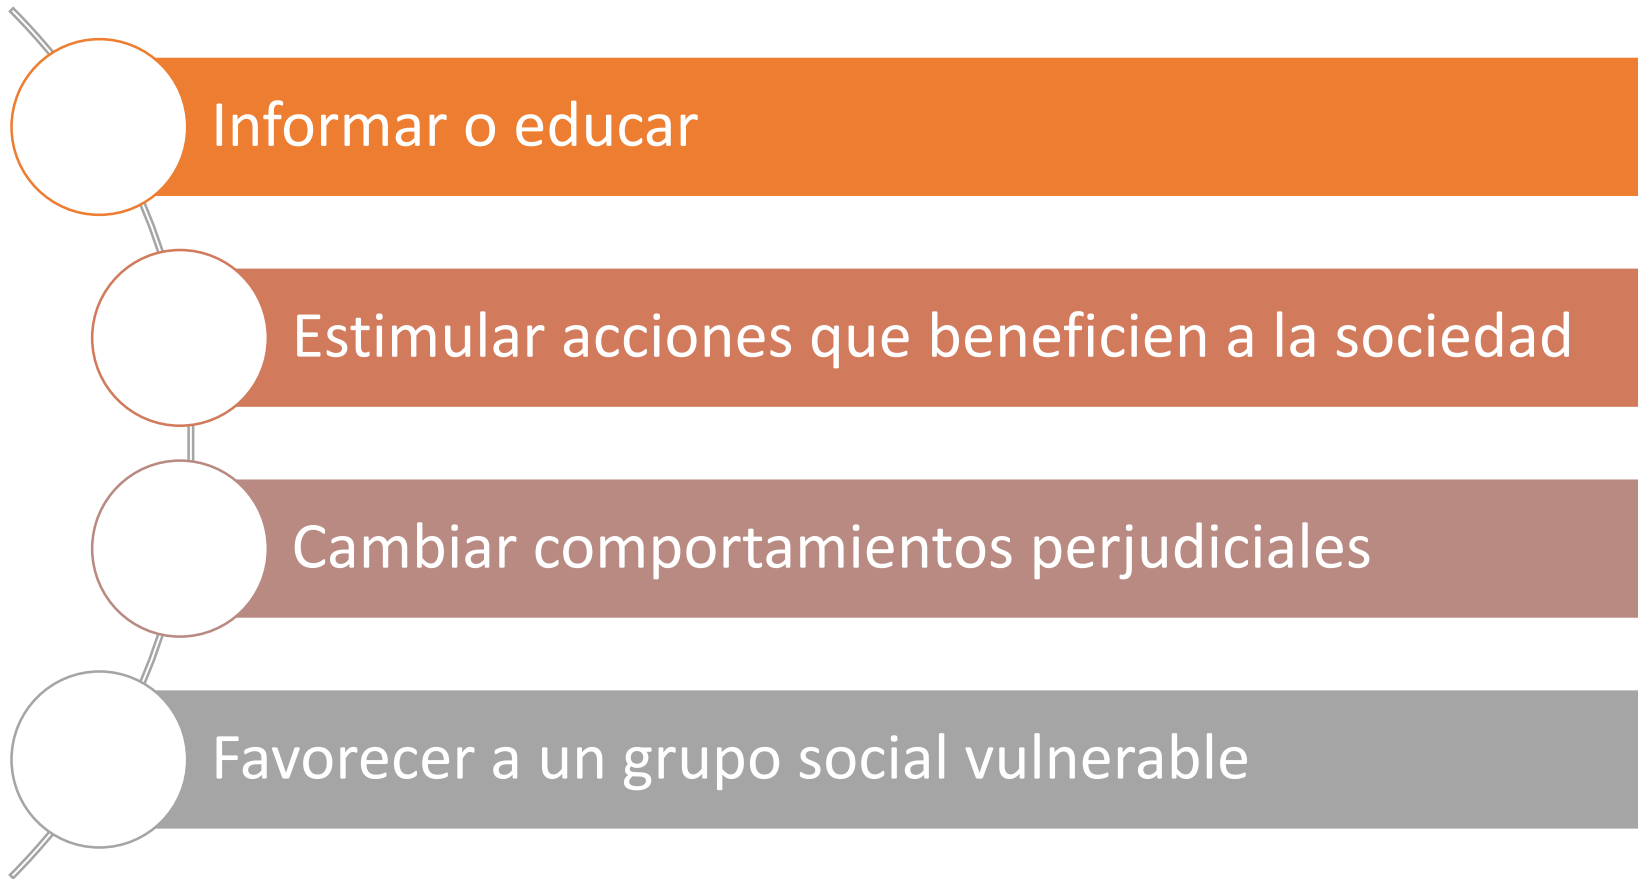 Informar o educar
Estimular acciones que beneficien a la sociedad
Cambiar comportamientos perjudiciales
Favorecer a un grupo social vulnerable